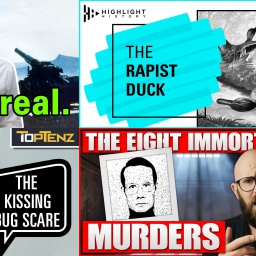 real.
TOPTENZ
HIGHLIGHT
HISTORY
THE
RAPIST
DUCK
THE
KISSING
BUG SCARE
THE EIGHT IMMORT
MURDERS